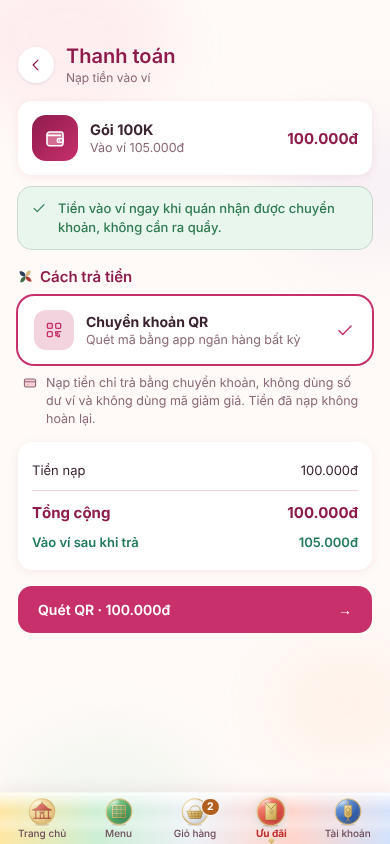 Thanh toán
Nạp tiền vào ví
Gói 100K
Vào ví 105.000đ
100.000đ
Tiền vào ví ngay khi quán nhận được chuyển
khoản, không cần ra quầy.
Cách trả tiền
Chuyển khoản QR
Quét mã bằng app ngân hàng bất kỳ
Nạp tiền chỉ trả bằng chuyển khoản, không dùng số
dư ví và không dùng mã giảm giá. Tiền đã nạp không
hoàn lại.
Tiền nạp
100.000đ
Tổng cộng
100.000đ
Vào ví sau khi trả
105.000đ
Quét QR · 100.000đ →
2
Trang chủ
Menu
Giỏ hàng
Ưu đãi
Tài khoản